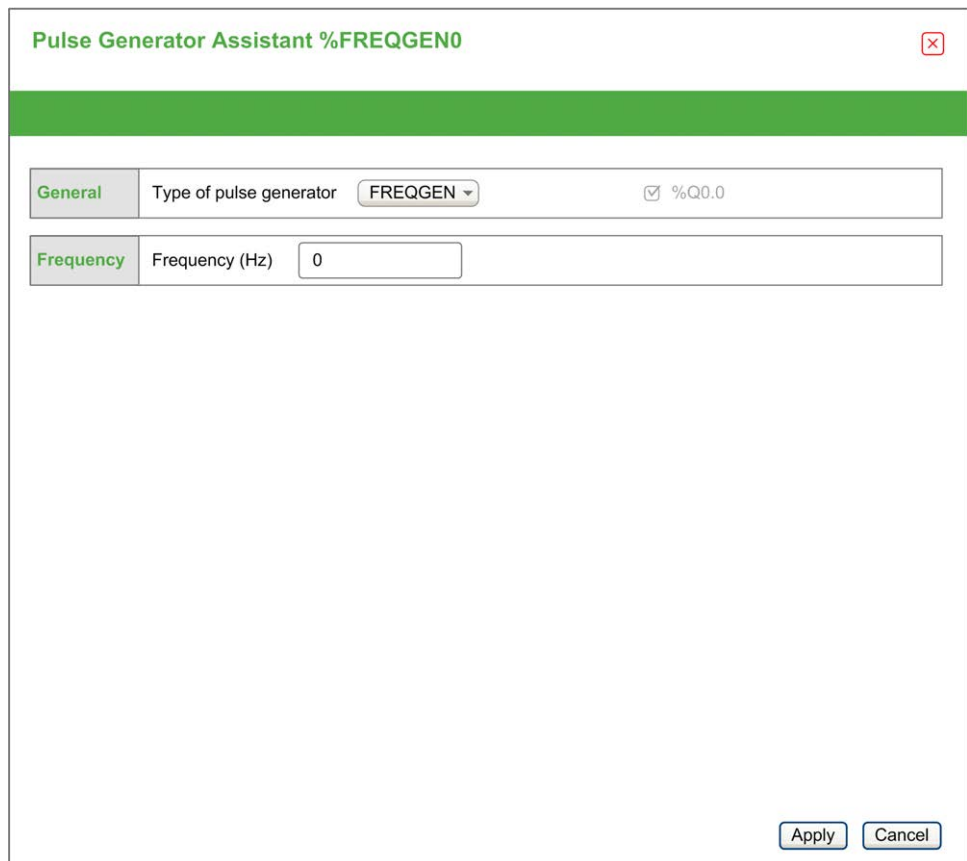 Pulse Generator Assistant %FREQGEN0
General Type of pulse generator FREQGEN %Q0.0
Frequency Frequency (Hz) 0
Apply Cancel